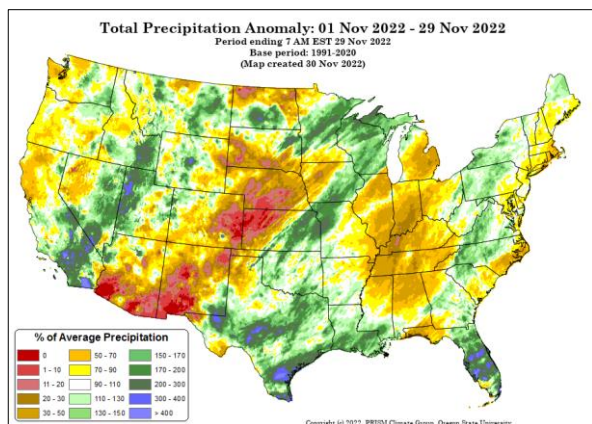 Total Precipitation Anomaly: 01 Nov 2022 - 29 Nov 2022
Period ending 7 AM EST 29 Nov 2022
Base period: 1991-2020
(Map created 30 Nov 2022)
% of Average Precipitation
0 50 - 70 150 - 170
1 - 10 70 - 90 170 - 200
11 - 20 90 - 110 200 - 300
20 - 30 110 - 130 300 - 400
30 - 50 130 - 150 > 400
Copyright (c) 2022, PRISM Climate Group, Oregon State University